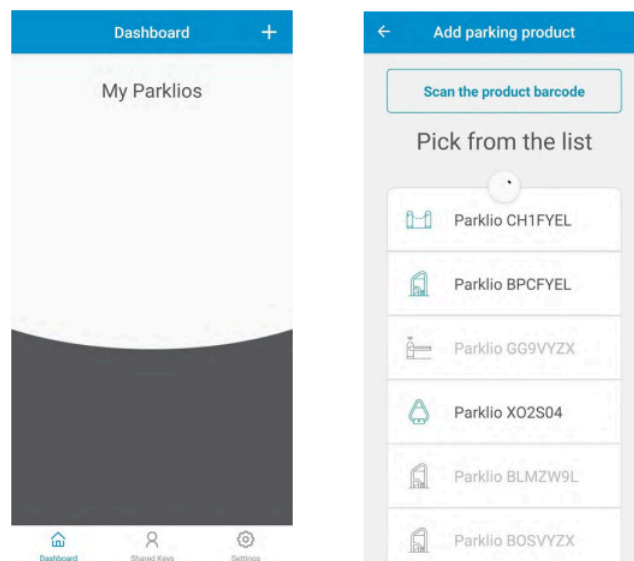 Dashboard +
My Parklios
Dashboard Shared Keys Settings
Add parking product
Scan the product barcode
Pick from the list
Parklio CH1FYEL
Parklio BPCFYEL
Parklio GG9VYZX
Parklio XO2S04
Parklio BLMZW9L
Parklio BOSVYZX